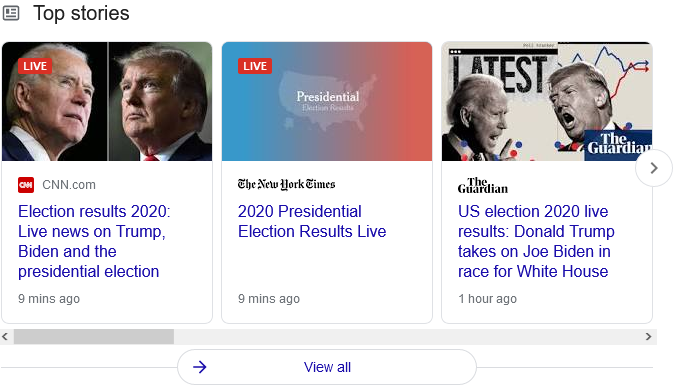 Top stories
LIVE
LIVE
Presidential
Election Results
Poll tracker
LATEST
The
Guardian
CNN
CNN.com
The New York Times
The
Guardian
Election results 2020:
Live news on Trump,
Biden and the
presidential election
2020 Presidential
Election Results Live
US election 2020 live
results: Donald Trump
takes on Joe Biden in
race for White House
9 mins ago
9 mins ago
1 hour ago
View all